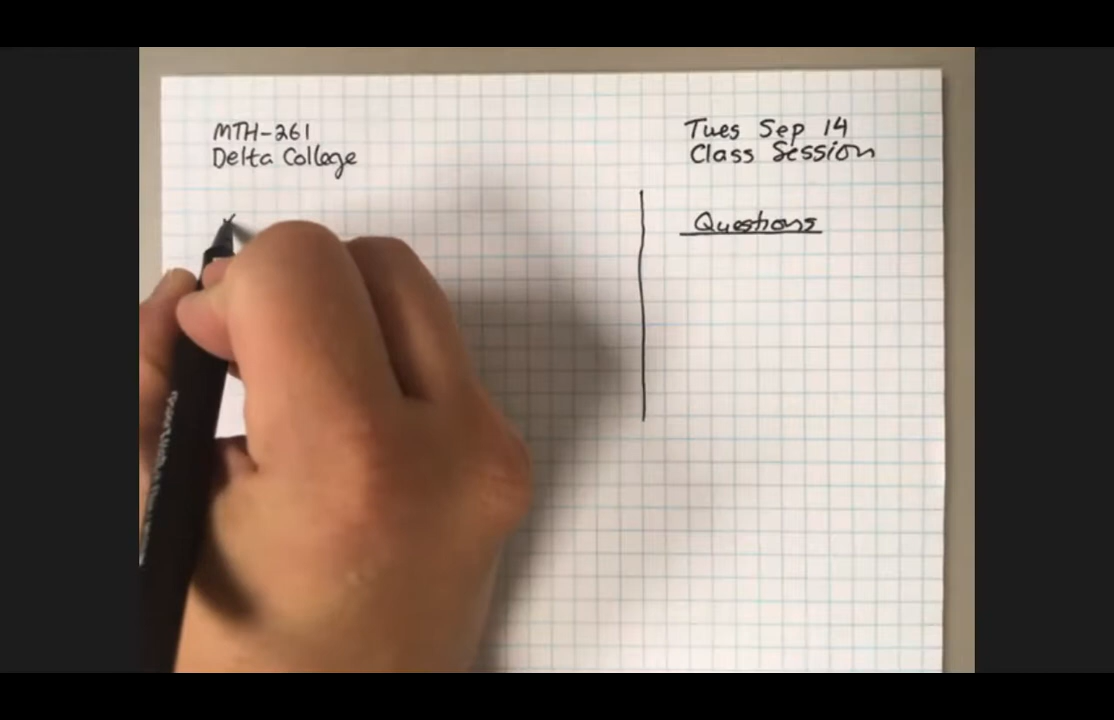 MTH-261
Delta College
Tues Sep 14
Class Session
Questions